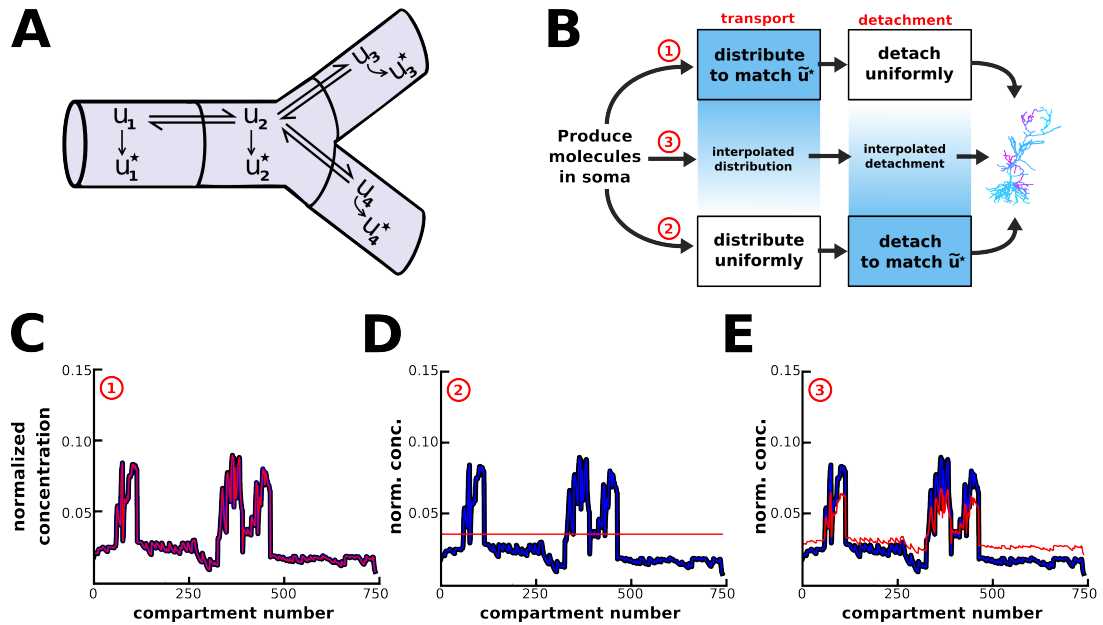 A
u₁
u₂
u₃
u₄
u₁*
u₂*
u₃*
u₄*
B
transport
detachment
1
distribute
to match ũ*
detach
uniformly
Produce
molecules
in soma
3
interpolated
distribution
interpolated
detachment
2
distribute
uniformly
detach
to match ũ*
C
normalized
concentration
0.15
0.10
0.05
1
0
250
500
750
compartment number
D
norm. conc.
0.15
0.10
0.05
2
0
250
500
750
compartment number
E
norm. conc.
0.15
0.10
0.05
3
0
250
500
750
compartment number